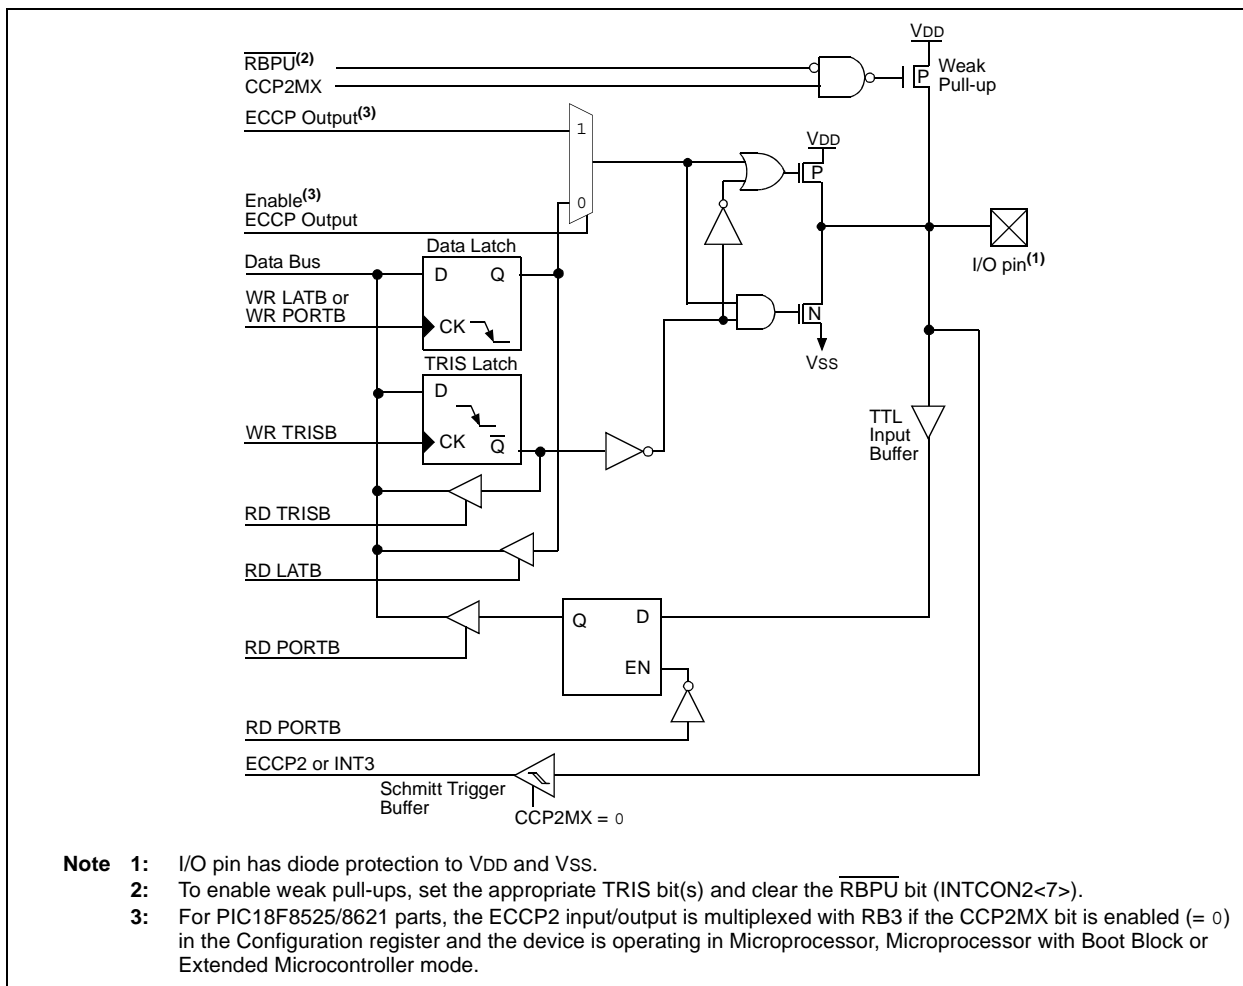 VDD
RBPU(2)
CCP2MX
P
Weak
Pull-up
ECCP Output(3)
1
VDD
P
Enable(3)
ECCP Output
0
I/O pin(1)
Data Latch
Data Bus
D Q
WR LATB or
WR PORTB
CK
N
VSS
TRIS Latch
D
WR TRISB
CK Q
TTL
Input
Buffer
RD TRISB
RD LATB
Q D
EN
RD PORTB
RD PORTB
ECCP2 or INT3
Schmitt Trigger
Buffer
CCP2MX = 0
Note 1: I/O pin has diode protection to VDD and VSS.
2: To enable weak pull-ups, set the appropriate TRIS bit(s) and clear the RBPU bit (INTCON2<7>).
3: For PIC18F8525/8621 parts, the ECCP2 input/output is multiplexed with RB3 if the CCP2MX bit is enabled (= 0)
in the Configuration register and the device is operating in Microprocessor, Microprocessor with Boot Block or
Extended Microcontroller mode.